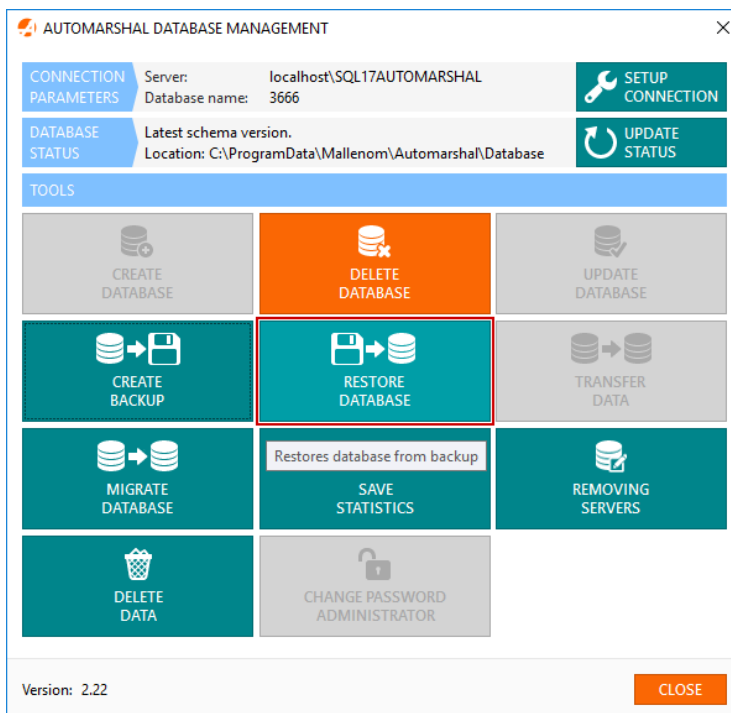 AUTOMARSHAL DATABASE MANAGEMENT
CONNECTION
PARAMETERS
Server: localhost\SQL17AUTOMARSHAL
Database name: 3666
SETUP
CONNECTION
DATABASE
STATUS
Latest schema version.
Location: C:\ProgramData\Mallenom\Automarshal\Database
UPDATE
STATUS
TOOLS
CREATE
DATABASE
DELETE
DATABASE
UPDATE
DATABASE
CREATE
BACKUP
RESTORE
DATABASE
TRANSFER
DATA
MIGRATE
DATABASE
Restores database from backup
SAVE
STATISTICS
REMOVING
SERVERS
DELETE
DATA
CHANGE PASSWORD
ADMINISTRATOR
Version: 2.22
CLOSE